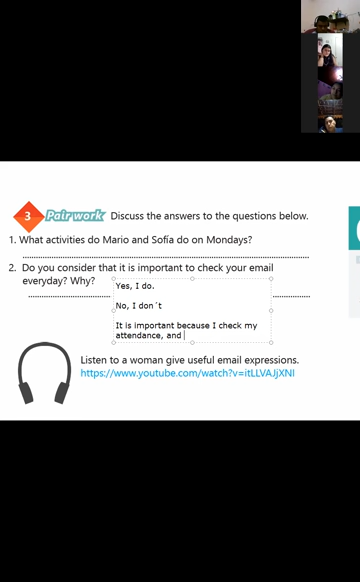 3 Pair work Discuss the answers to the questions below.
1. What activities do Mario and Sofía do on Mondays?
2. Do you consider that it is important to check your email
everyday? Why?
Yes, I do.
No, I don´t
It is important because I check my
attendance, and
Listen to a woman give useful email expressions.
https://www.youtube.com/watch?v=itLLVAJjXNI